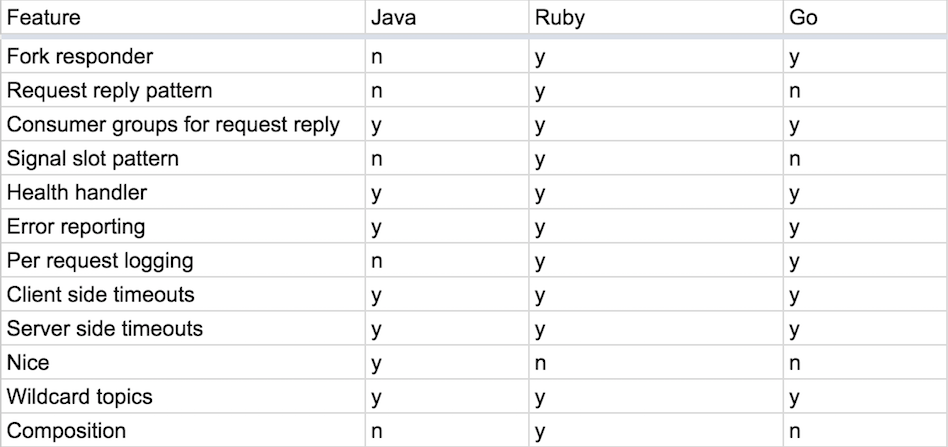 Feature Java Ruby Go
Fork responder n y y
Request reply pattern n y n
Consumer groups for request reply y y y
Signal slot pattern n y n
Health handler y y y
Error reporting y y y
Per request logging n y y
Client side timeouts y y y
Server side timeouts y y y
Nice y n n
Wildcard topics y y y
Composition n y n